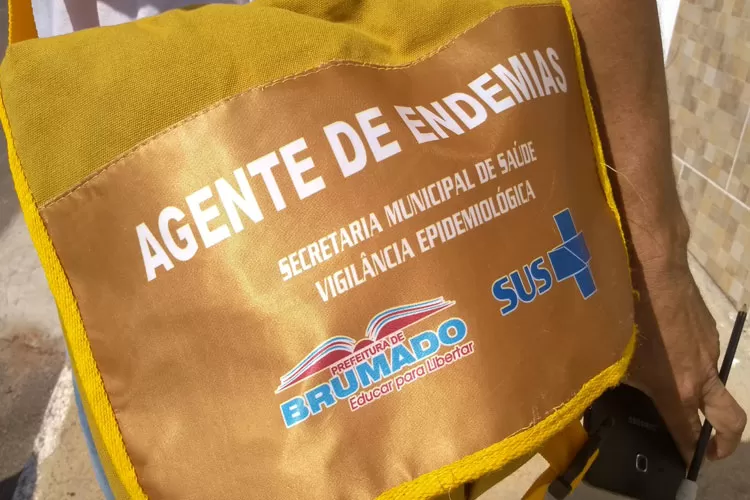 AGENTE DE ENDEMIAS
SECRETARIA MUNICIPAL DE SAÚDE
VIGILÂNCIA EPIDEMIOLÓGICA
SUS
PREFEITURA DE
BRUMADO
Educar para Libertar